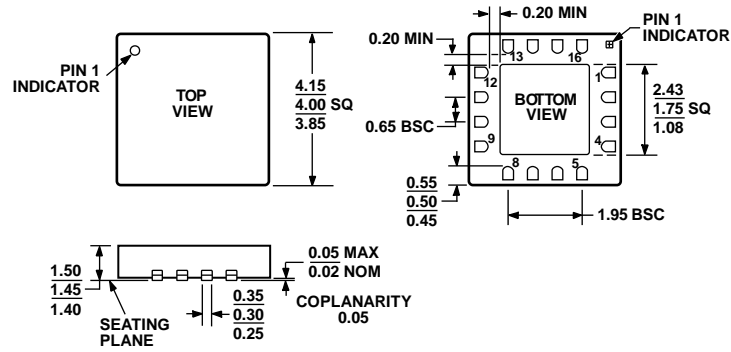 PIN 1
INDICATOR
TOP
VIEW
4.15
4.00 SQ
3.85
0.20 MIN
0.20 MIN
PIN 1
INDICATOR
13
16
12
1
BOTTOM
VIEW
2.43
1.75 SQ
1.08
0.65 BSC
9
4
8
5
0.55
0.50
0.45
1.95 BSC
1.50
1.45
1.40
SEATING
PLANE
0.35
0.30
0.25
0.05 MAX
0.02 NOM
COPLANARITY
0.05